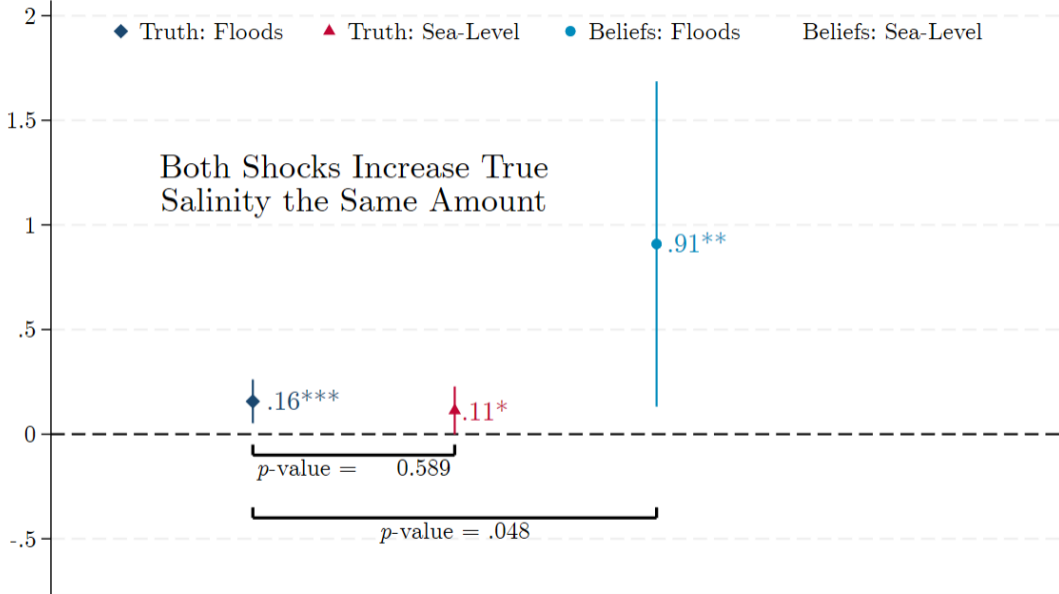 2
Truth: Floods Truth: Sea-Level Beliefs: Floods Beliefs: Sea-Level
1.5
Both Shocks Increase True
Salinity the Same Amount
1
.91**
.5
.16***
.11*
0
p-value = 0.589
p-value = .048
-.5